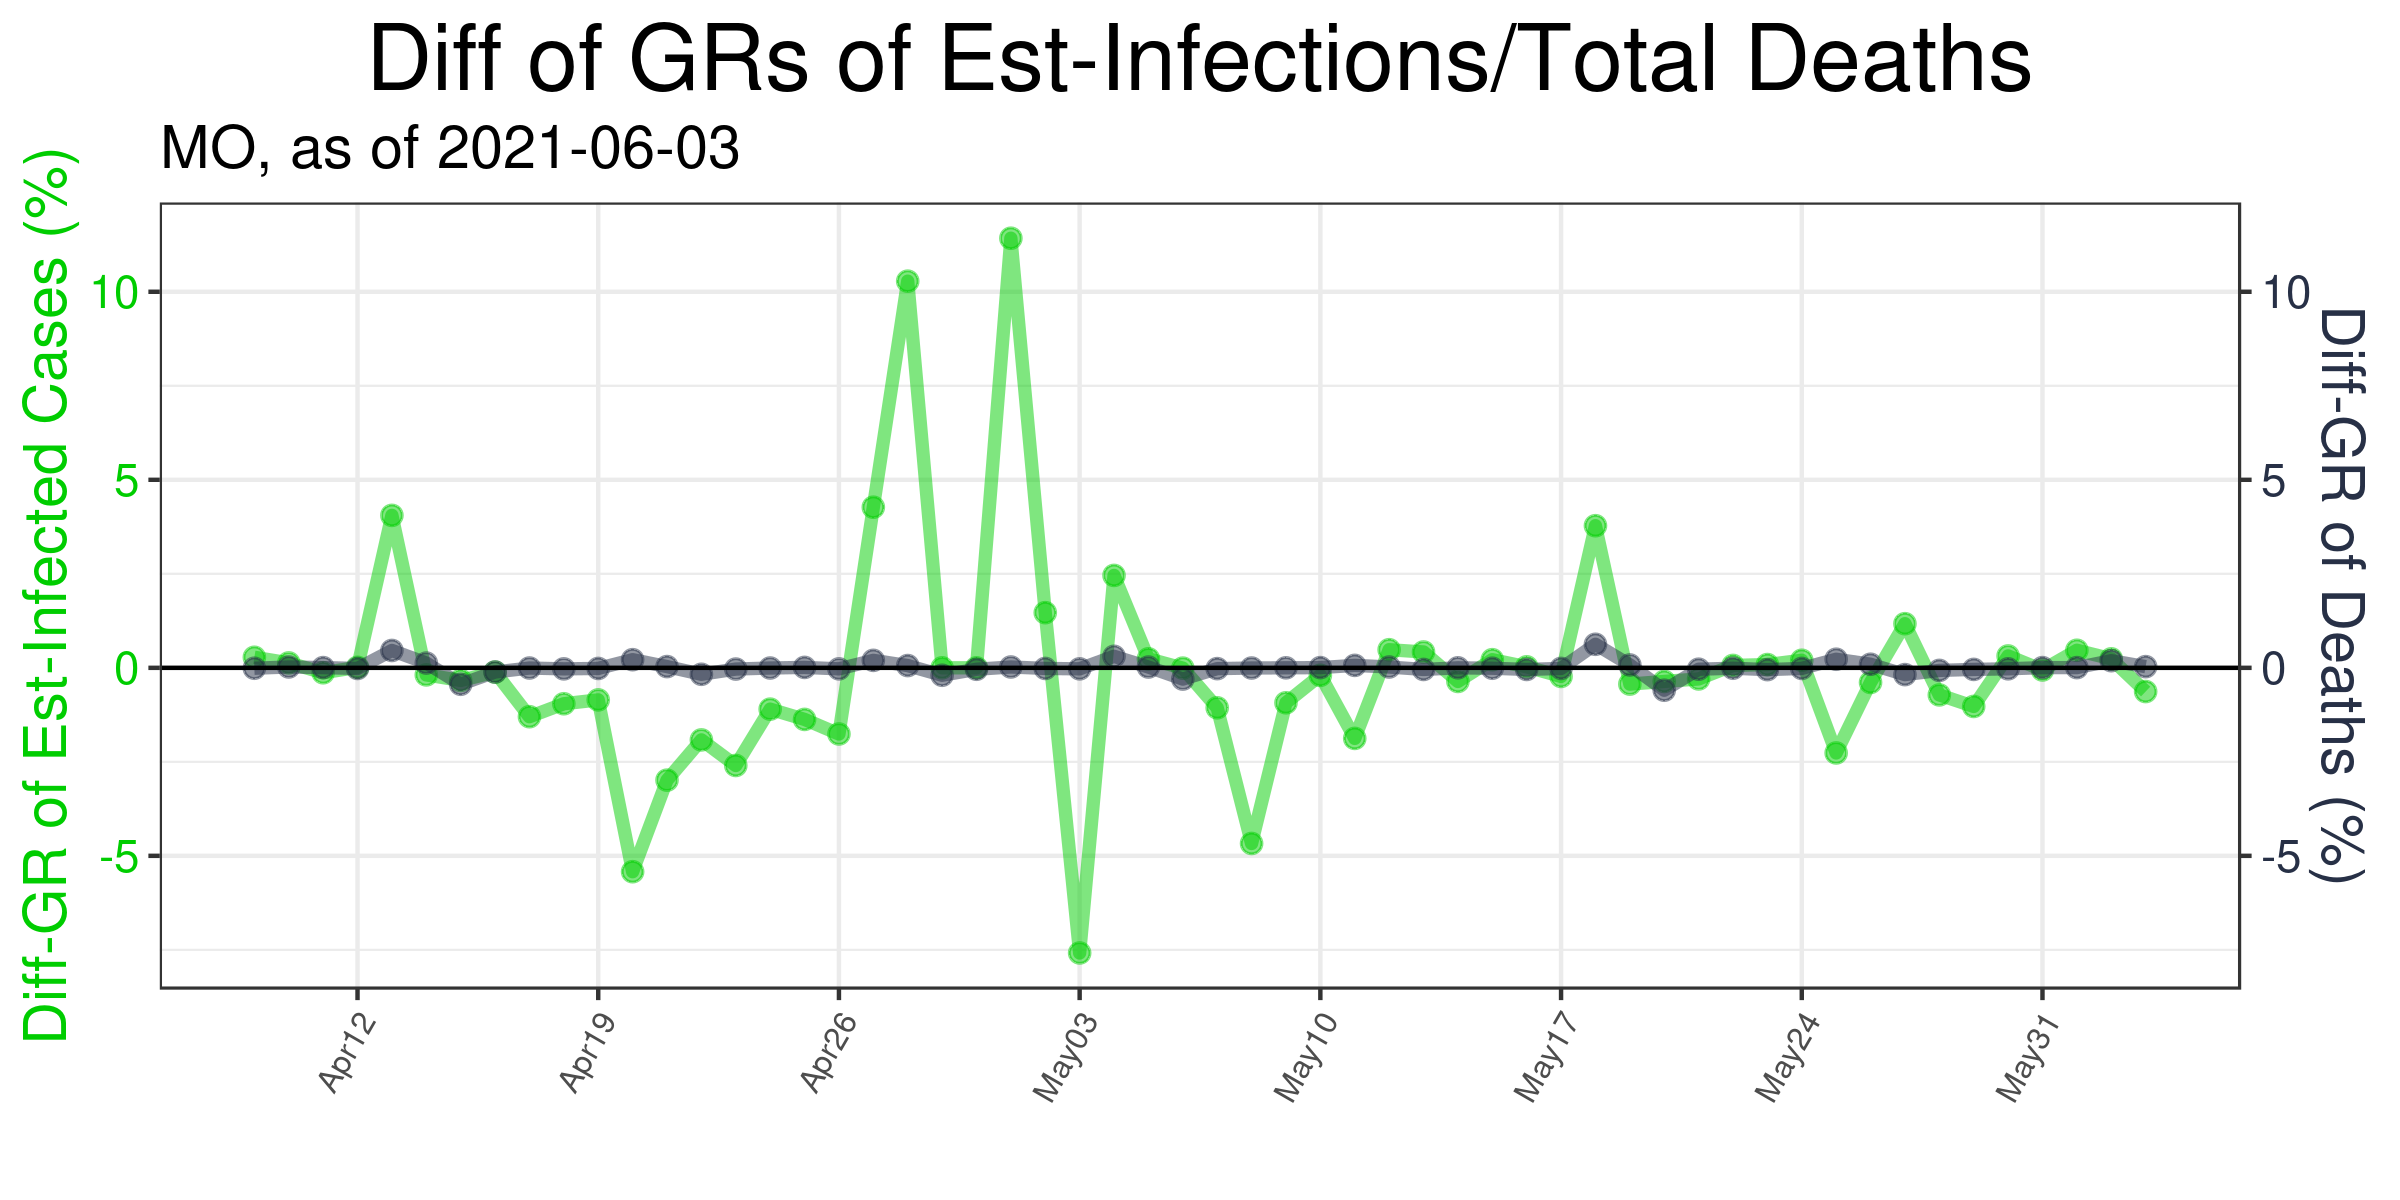 Diff of GRs of Est-Infections/Total Deaths
MO, as of 2021-06-03
Diff-GR of Est-Infected Cases (%)
10
5
0
-5
10
5
0
-5
Diff-GR of Deaths (%)
Apr12
Apr19
Apr26
May03
May10
May17
May24
May31